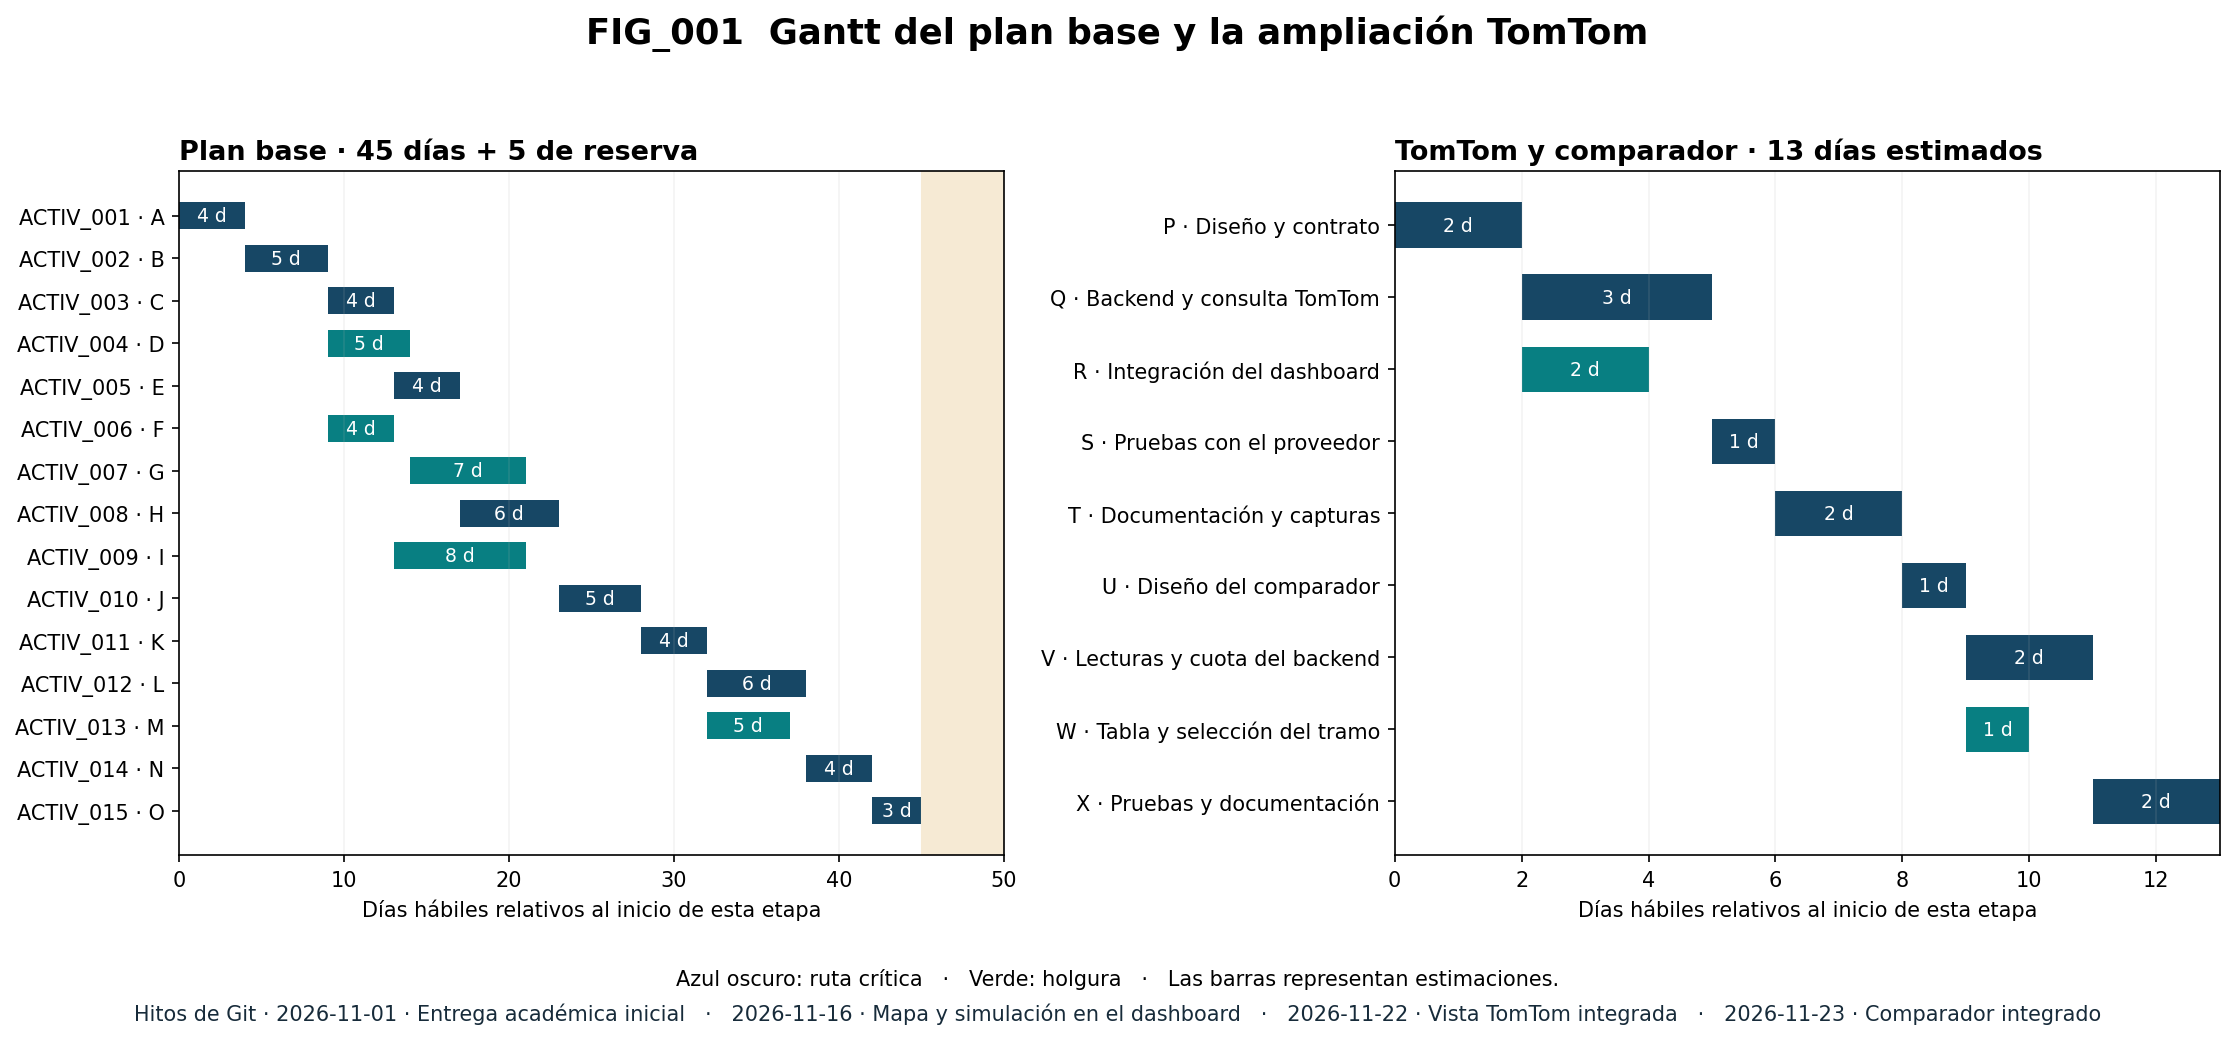 FIG_001  Gantt del plan base y la ampliación TomTom
Plan base · 45 días + 5 de reserva
ACTIV_001 · A
4 d
ACTIV_002 · B
5 d
ACTIV_003 · C
4 d
ACTIV_004 · D
5 d
ACTIV_005 · E
4 d
ACTIV_006 · F
4 d
ACTIV_007 · G
7 d
ACTIV_008 · H
6 d
ACTIV_009 · I
8 d
ACTIV_010 · J
5 d
ACTIV_011 · K
4 d
ACTIV_012 · L
6 d
ACTIV_013 · M
5 d
ACTIV_014 · N
4 d
ACTIV_015 · O
3 d
0 10 20 30 40 50
Días hábiles relativos al inicio de esta etapa
TomTom y comparador · 13 días estimados
P · Diseño y contrato
2 d
Q · Backend y consulta TomTom
3 d
R · Integración del dashboard
2 d
S · Pruebas con el proveedor
1 d
T · Documentación y capturas
2 d
U · Diseño del comparador
1 d
V · Lecturas y cuota del backend
2 d
W · Tabla y selección del tramo
1 d
X · Pruebas y documentación
2 d
0 2 4 6 8 10 12
Días hábiles relativos al inicio de esta etapa
Azul oscuro: ruta crítica · Verde: holgura · Las barras representan estimaciones.
Hitos de Git · 2026-11-01 · Entrega académica inicial · 2026-11-16 · Mapa y simulación en el dashboard · 2026-11-22 · Vista TomTom integrada · 2026-11-23 · Comparador integrado